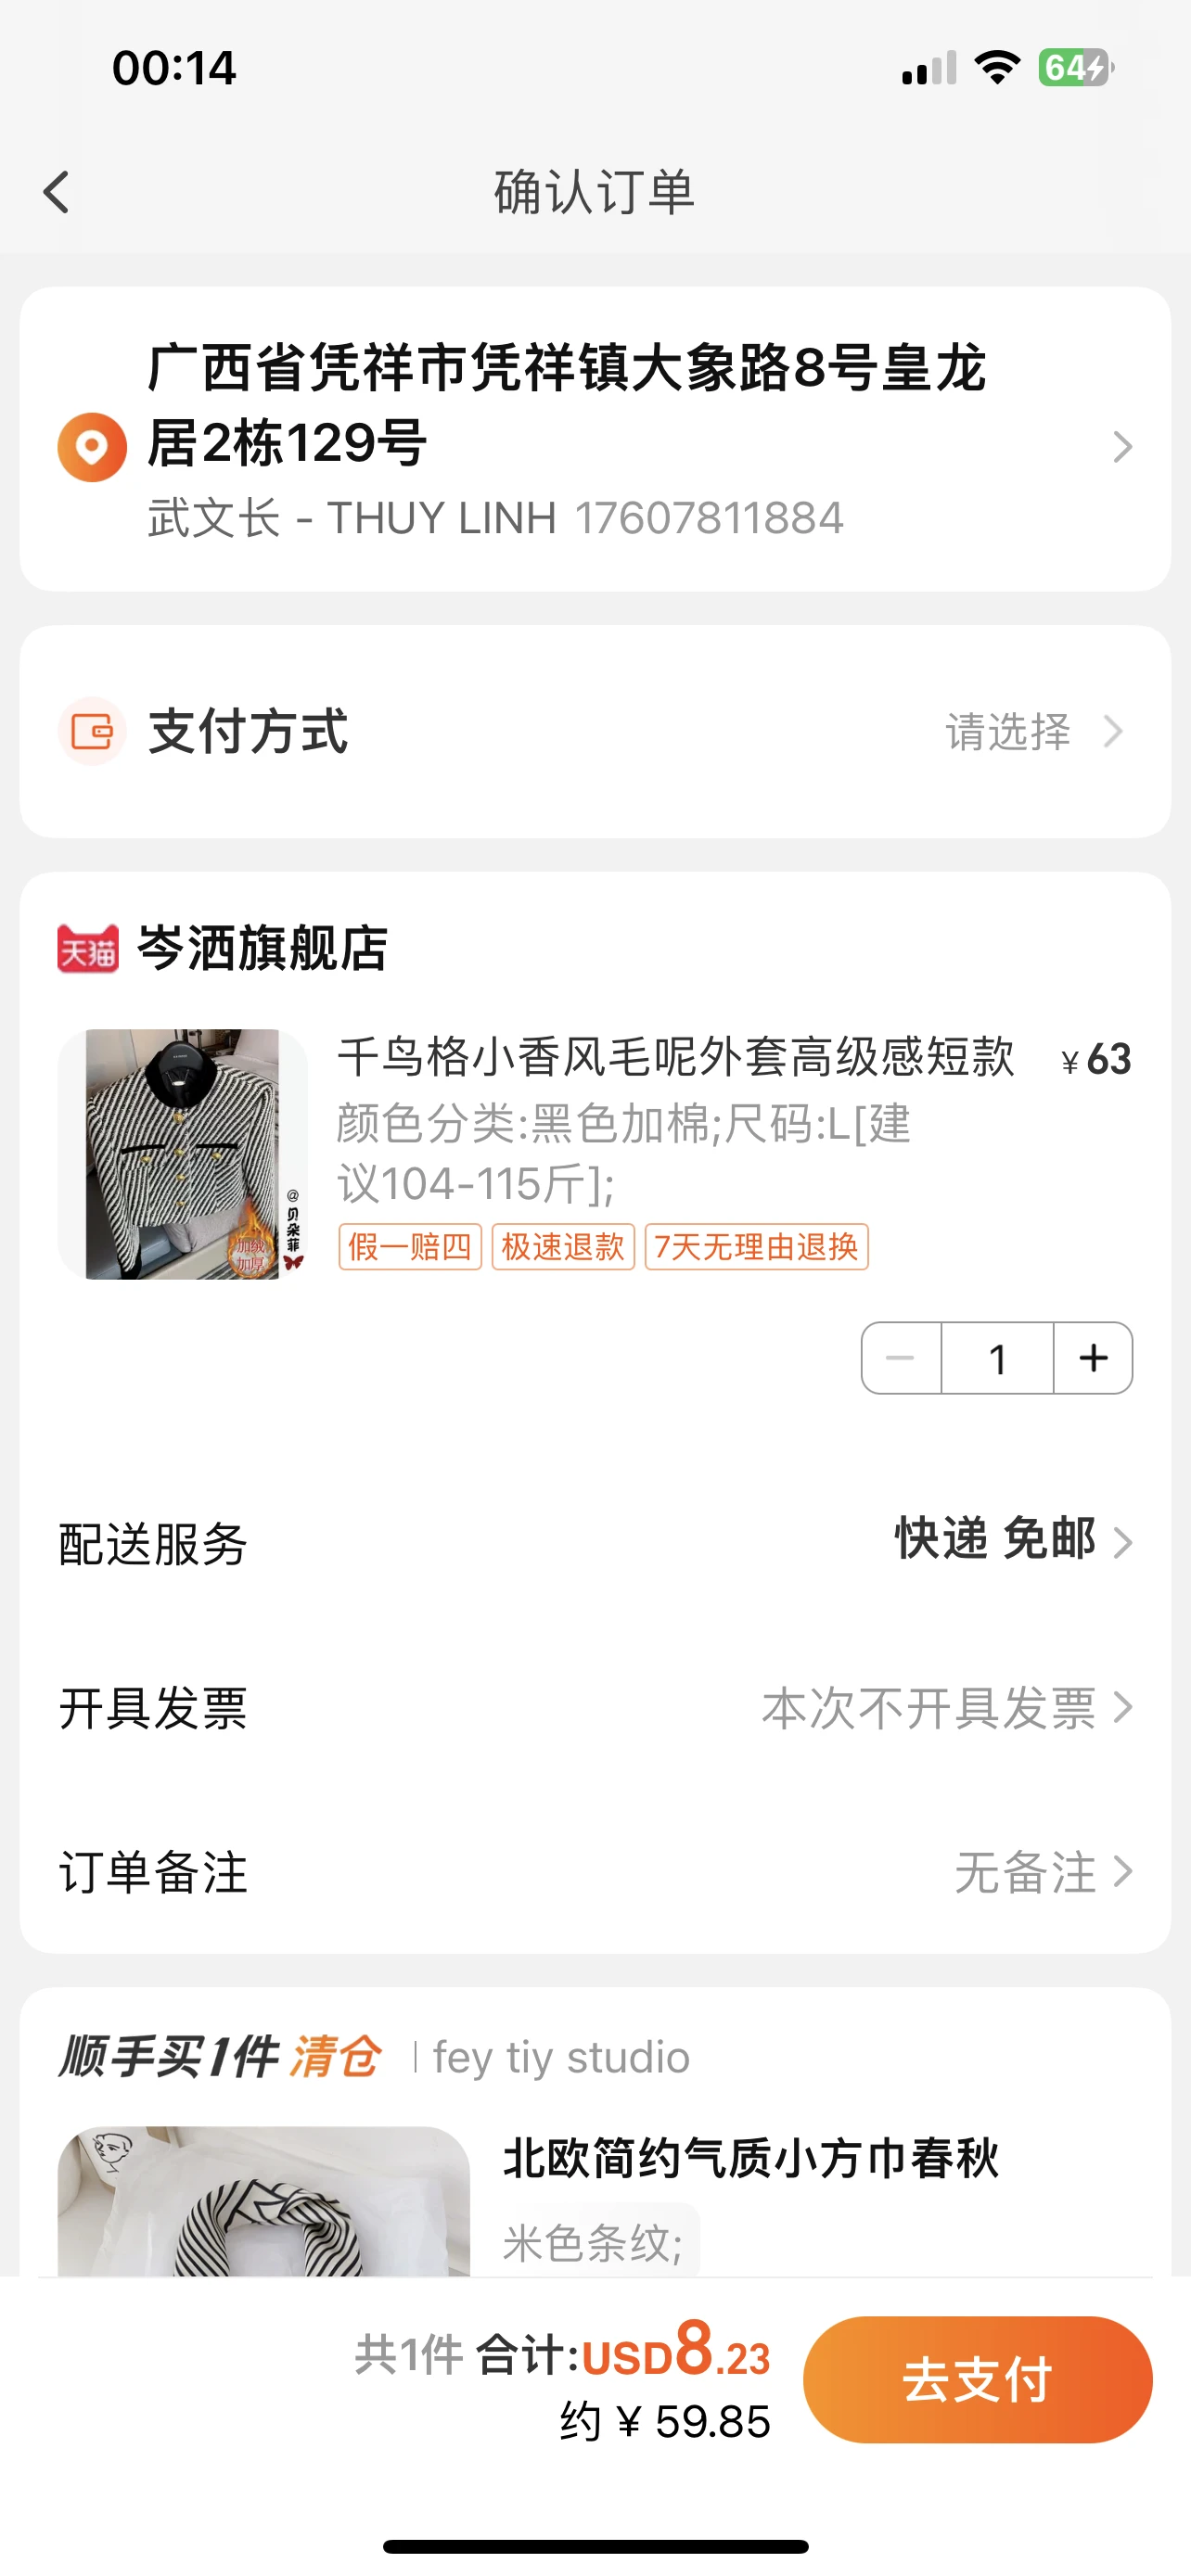 00:14
64
确认订单
广西省凭祥市凭祥镇大象路8号皇龙
居2栋129号
武文长 - THUY LINH 17607811884
支付方式
请选择
天猫 岑洒旗舰店
千鸟格小香风毛呢外套高级感短款 ¥63
颜色分类:黑色加棉;尺码:L[建
议104-115斤];
假一赔四 极速退款 7天无理由退换
@贝朵菲
加绒
加厚
1
配送服务 快递 免邮
开具发票 本次不开具发票
订单备注 无备注
顺手买1件 清仓 fey tiy studio
北欧简约气质小方巾春秋
米色条纹;
共1件 合计:USD8.23
约 ¥ 59.85
去支付